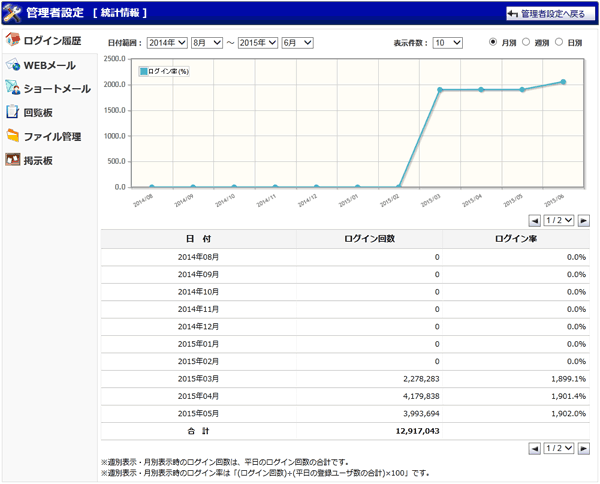 管理者設定 [ 統計情報 ]
管理者設定へ戻る
ログイン履歴
WEBメール
ショートメール
回覧板
ファイル管理
掲示板
日付範囲： 2014年 8月 ～ 2015年 6月 表示件数： 10 月別 週別 日別
ログイン率(%)
2500.0
2000.0
1500.0
1000.0
500.0
0.0
2014/08 2014/09 2014/10 2014/11 2014/12 2015/01 2015/02 2015/03 2015/04 2015/05 2015/06
1 / 2
日 付 ログイン回数 ログイン率
2014年08月 0 0.0%
2014年09月 0 0.0%
2014年10月 0 0.0%
2014年11月 0 0.0%
2014年12月 0 0.0%
2015年01月 0 0.0%
2015年02月 0 0.0%
2015年03月 2,278,283 1,899.1%
2015年04月 4,179,838 1,901.4%
2015年05月 3,993,694 1,902.0%
合 計 12,917,043
1 / 2
※週別表示・月別表示時のログイン回数は、平日のログイン回数の合計です。
※週別表示・月別表示時のログイン率は「(ログイン回数)÷(平日の登録ユーザ数の合計)×100」です。